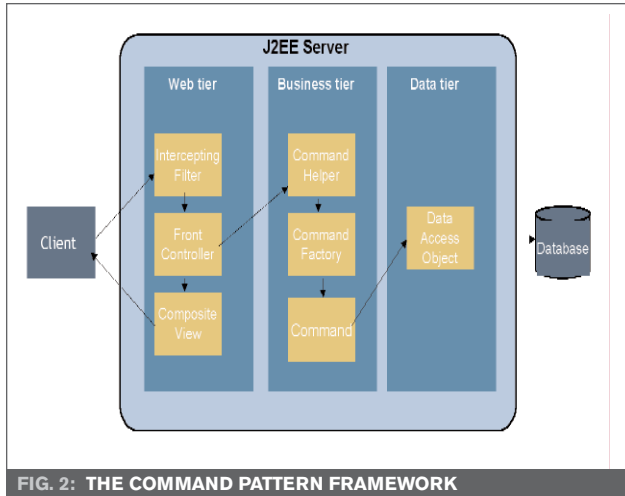 J2EE Server
Web tier
Business tier
Data tier
Intercepting
Filter
Command
Helper
Client
Front
Controller
Command
Factory
Data
Access
Object
Database
Composite
View
Command
FIG. 2: THE COMMAND PATTERN FRAMEWORK